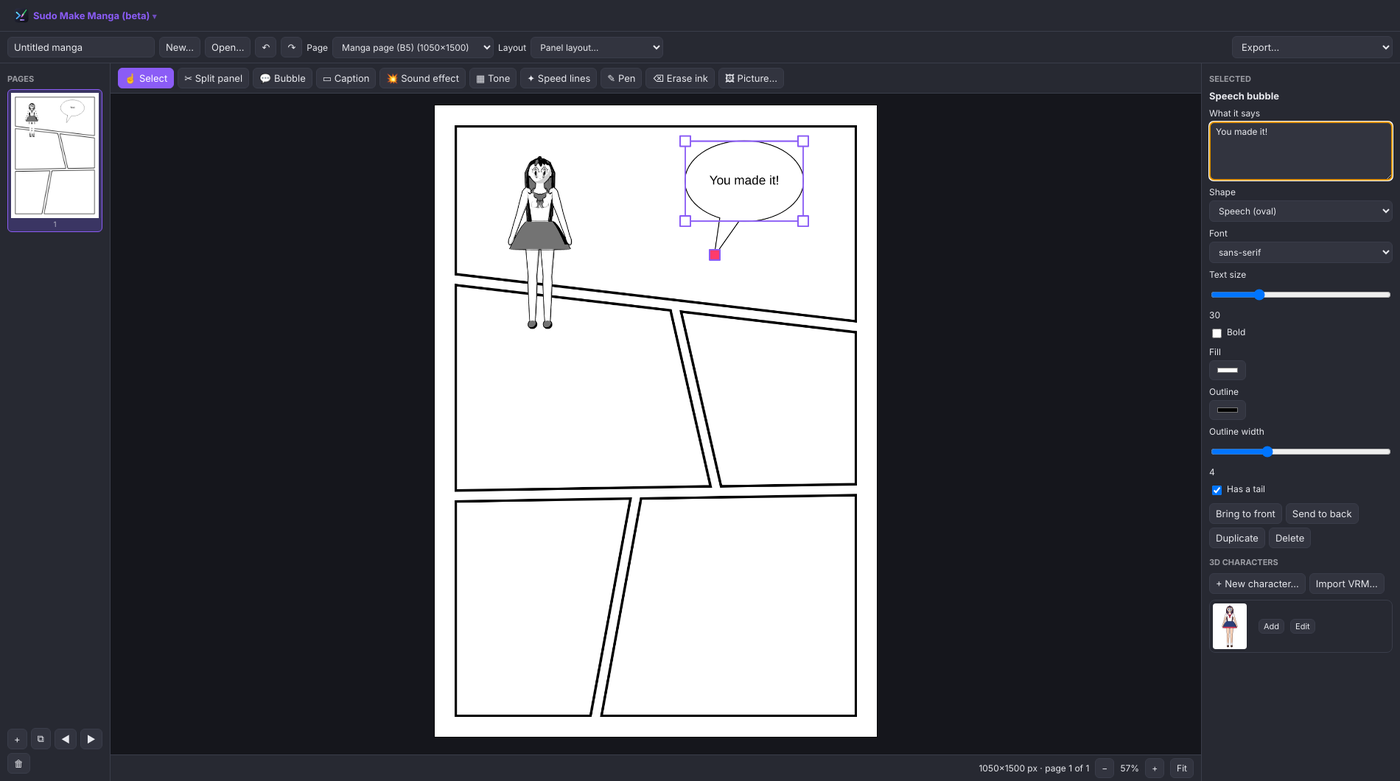 Sudo Make Manga (beta) ▾
Untitled manga
New...
Open...
↶
↷
Page
Manga page (B5) (1050×1500)
Layout
Panel layout...
Export...
PAGES
1
☝ Select
✂ Split panel
💬 Bubble
▭ Caption
💥 Sound effect
▦ Tone
✦ Speed lines
✎ Pen
⌫ Erase ink
🖼 Picture...
You made it!
SELECTED
Speech bubble
What it says
You made it!
Shape
Speech (oval)
Font
sans-serif
Text size
30
Bold
Fill
Outline
Outline width
4
Has a tail
Bring to front
Send to back
Duplicate
Delete
3D CHARACTERS
+ New character...
Import VRM...
Add
Edit
+
⧉
◀
▶
🗑
1050×1500 px · page 1 of 1
−
57%
+
Fit